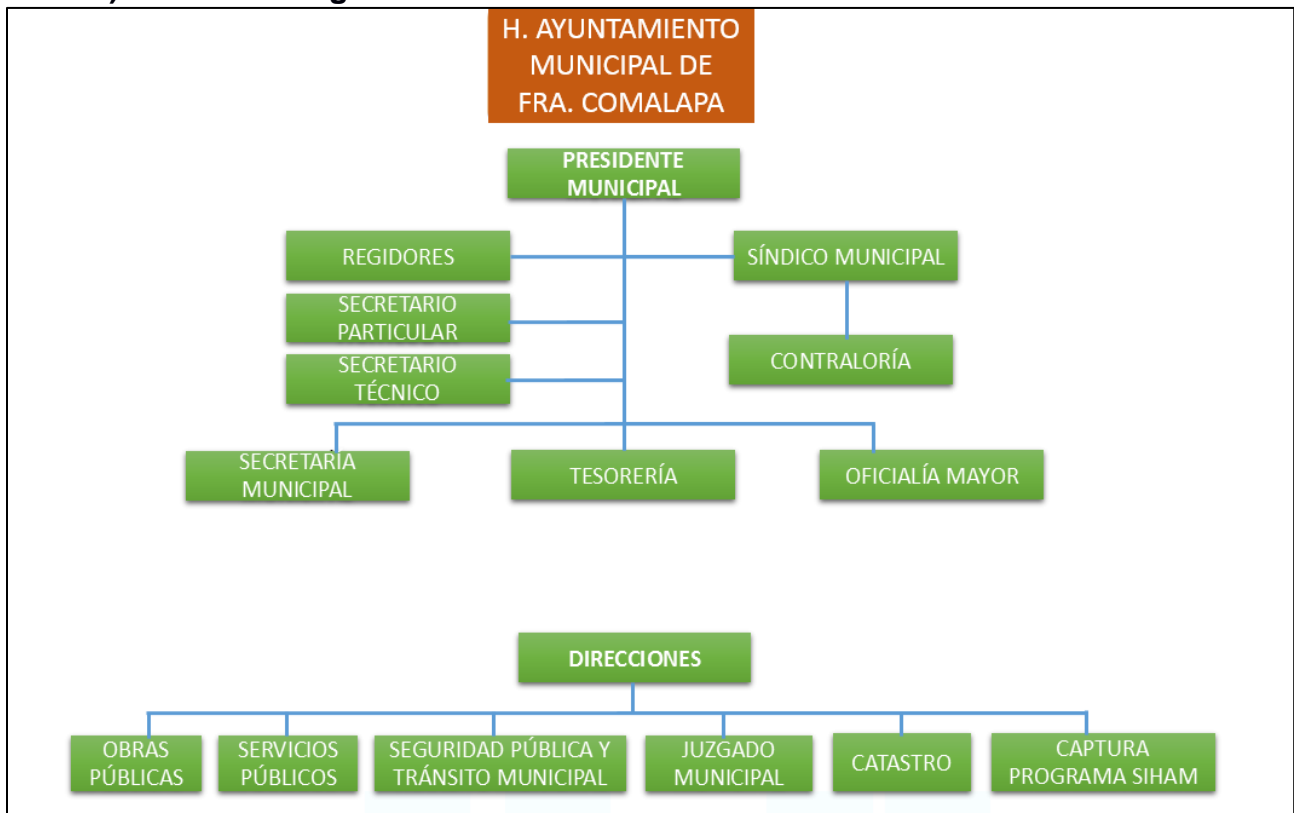 H. AYUNTAMIENTO
MUNICIPAL DE
FRA. COMALAPA
PRESIDENTE
MUNICIPAL
REGIDORES
SÍNDICO MUNICIPAL
SECRETARIO
PARTICULAR
SECRETARIO
TÉCNICO
CONTRALORÍA
SECRETARÍA
MUNICIPAL
TESORERÍA
OFICIALÍA MAYOR
DIRECCIONES
OBRAS
PÚBLICAS
SERVICIOS
PÚBLICOS
SEGURIDAD PÚBLICA Y
TRÁNSITO MUNICIPAL
JUZGADO
MUNICIPAL
CATASTRO
CAPTURA
PROGRAMA SIHAM